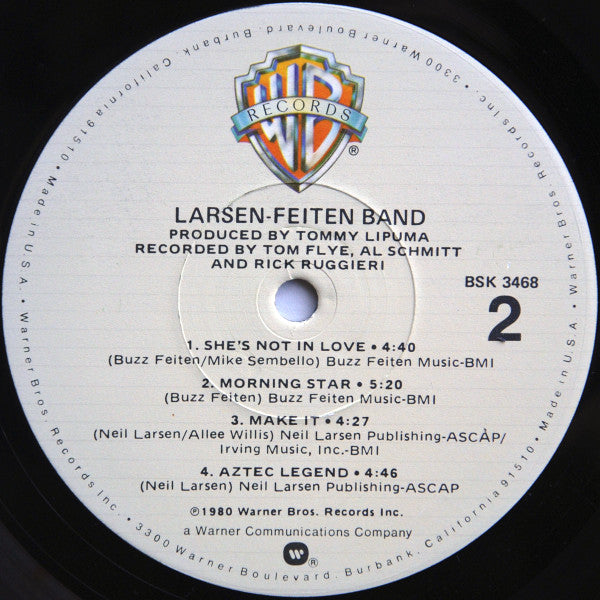 WB
RECORDS
®
LARSEN-FEITEN BAND
PRODUCED BY TOMMY LIPUMA
RECORDED BY TOM FLYE, AL SCHMITT
AND RICK RUGGIERI
BSK 3468
2
1. SHE'S NOT IN LOVE • 4:40
(Buzz Feiten/Mike Sembello) Buzz Feiten Music-BMI
2. MORNING STAR • 5:20
(Buzz Feiten) Buzz Feiten Music-BMI
3. MAKE IT • 4:27
(Neil Larsen/Allee Willis) Neil Larsen Publishing-ASCAP/
Irving Music, Inc.-BMI
4. AZTEC LEGEND • 4:46
(Neil Larsen) Neil Larsen Publishing-ASCAP
℗1980 Warner Bros. Records Inc.
a Warner Communications Company
®
Made in U.S.A. • Warner Bros. Records Inc. • 3300 Warner Boulevard, Burbank, California 91510 • Made in U.S.A. • Warner Bros. Records Inc. • 3300 Warner Boulevard, Burbank, California 91510 •